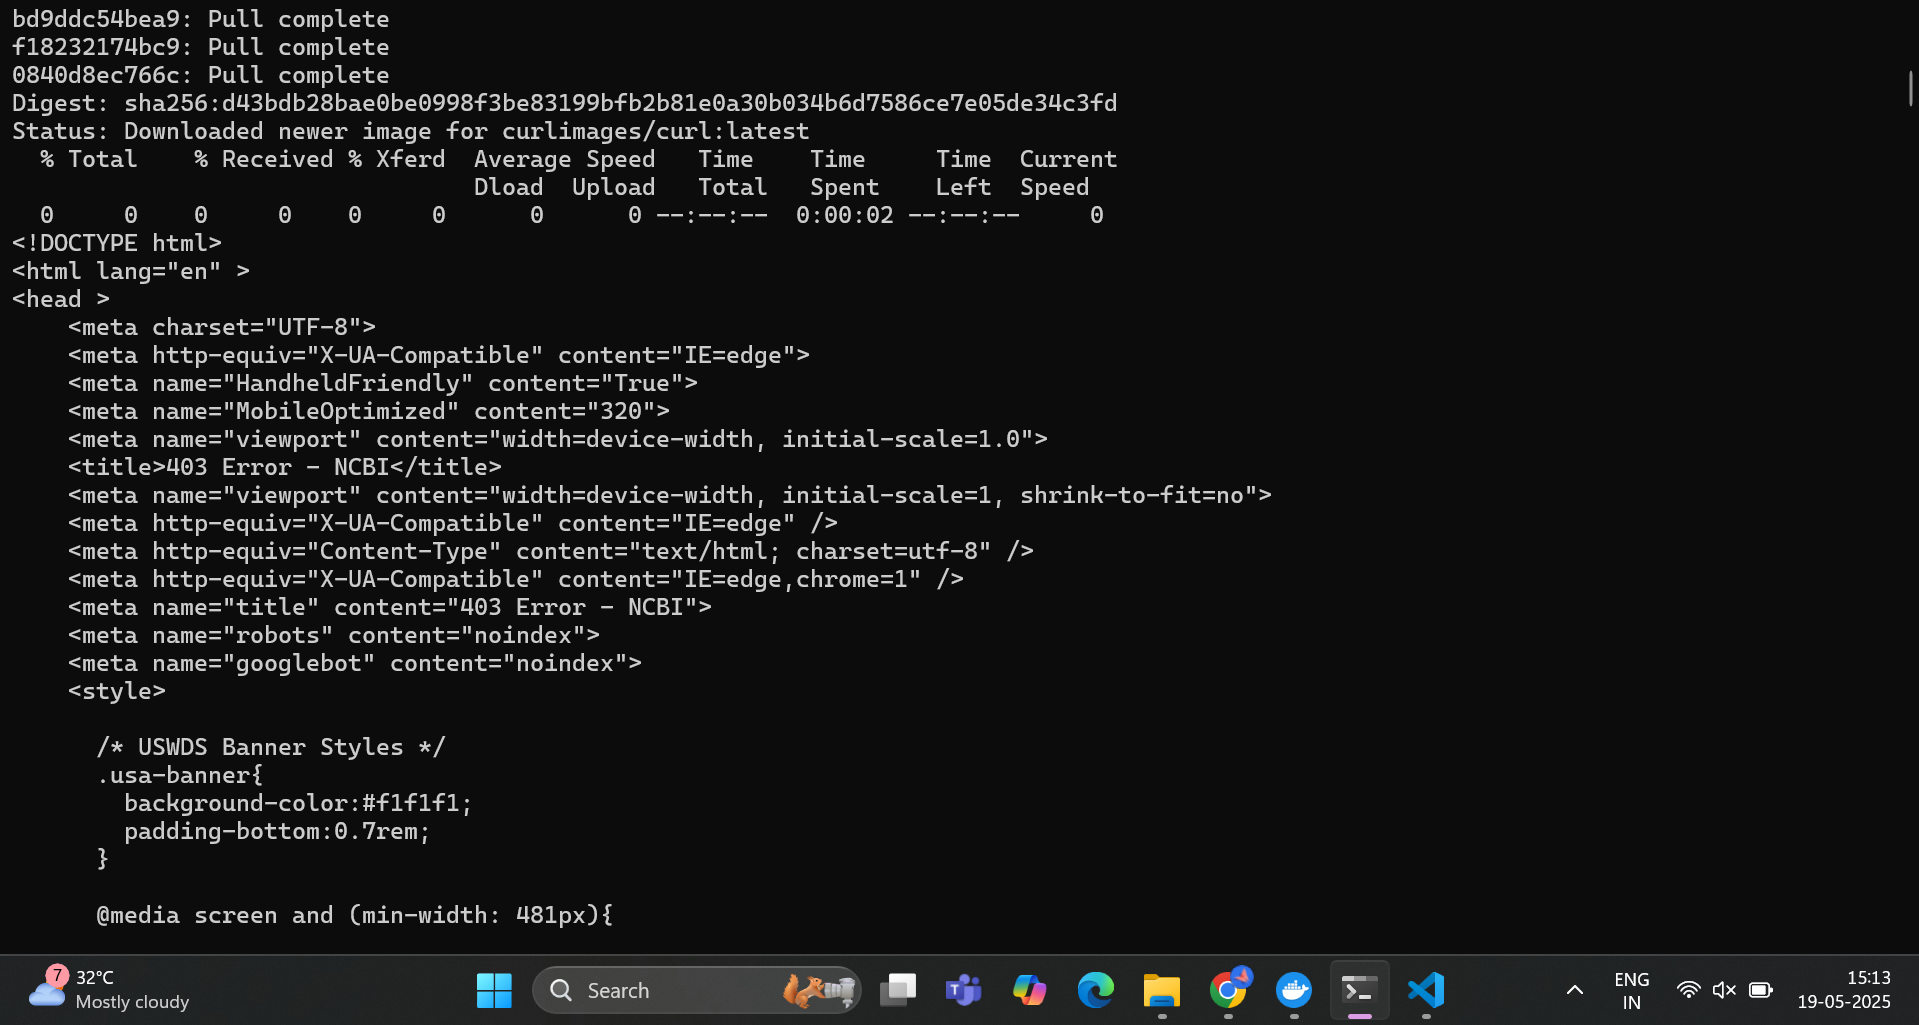 bd9ddc54bea9: Pull complete
f18232174bc9: Pull complete
0840d8ec766c: Pull complete
Digest: sha256:d43bdb28bae0be0998f3be83199bfb2b81e0a30b034b6d7586ce7e05de34c3fd
Status: Downloaded newer image for curlimages/curl:latest
  % Total    % Received % Xferd  Average Speed   Time    Time     Time  Current
                                 Dload  Upload   Total   Spent    Left  Speed
  0     0    0     0    0     0      0      0 --:--:--  0:00:02 --:--:--     0
<!DOCTYPE html>
<html lang="en" >
<head >
    <meta charset="UTF-8">
    <meta http-equiv="X-UA-Compatible" content="IE=edge">
    <meta name="HandheldFriendly" content="True">
    <meta name="MobileOptimized" content="320">
    <meta name="viewport" content="width=device-width, initial-scale=1.0">
    <title>403 Error - NCBI</title>
    <meta name="viewport" content="width=device-width, initial-scale=1, shrink-to-fit=no">
    <meta http-equiv="X-UA-Compatible" content="IE=edge" />
    <meta http-equiv="Content-Type" content="text/html; charset=utf-8" />
    <meta http-equiv="X-UA-Compatible" content="IE=edge,chrome=1" />
    <meta name="title" content="403 Error - NCBI">
    <meta name="robots" content="noindex">
    <meta name="googlebot" content="noindex">
    <style>
      /* USWDS Banner Styles */
      .usa-banner{
        background-color:#f1f1f1;
        padding-bottom:0.7rem;
      }
      @media screen and (min-width: 481px){
7
32°C
Mostly cloudy
Search
T
ENG
IN
15:13
19-05-2025